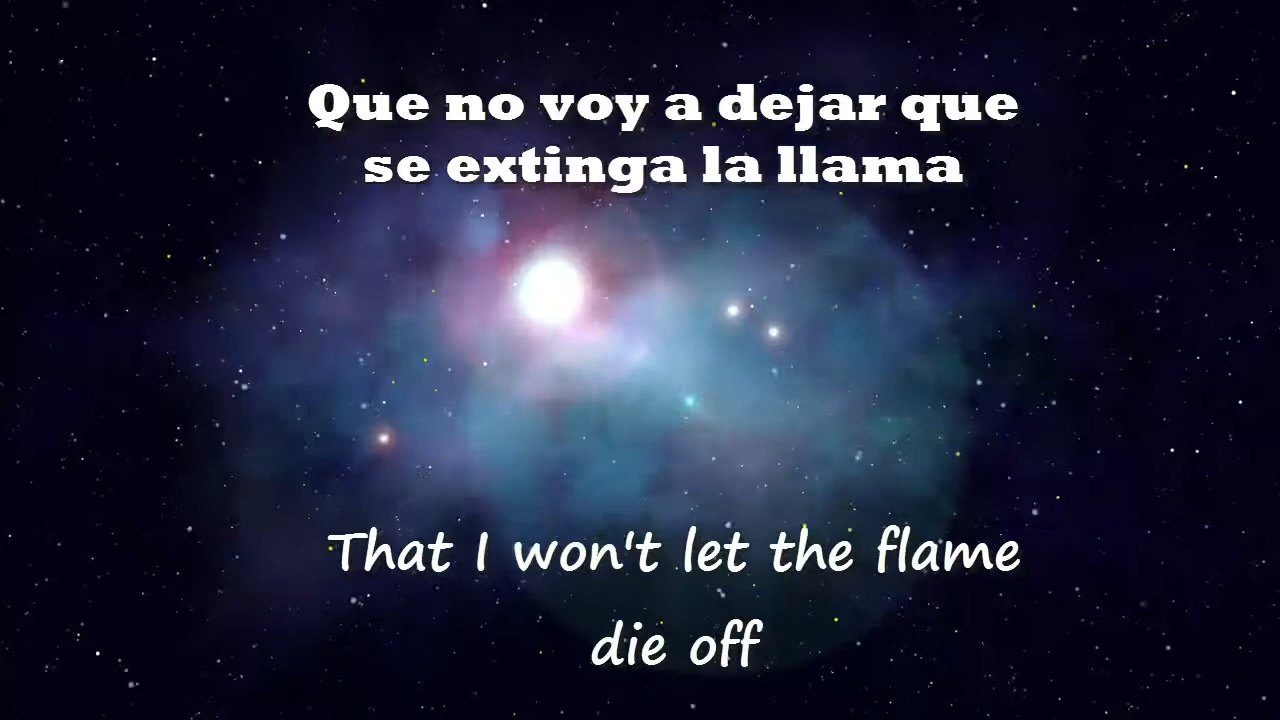 Que no voy a dejar que
se extinga la llama
That I won't let the flame
die off